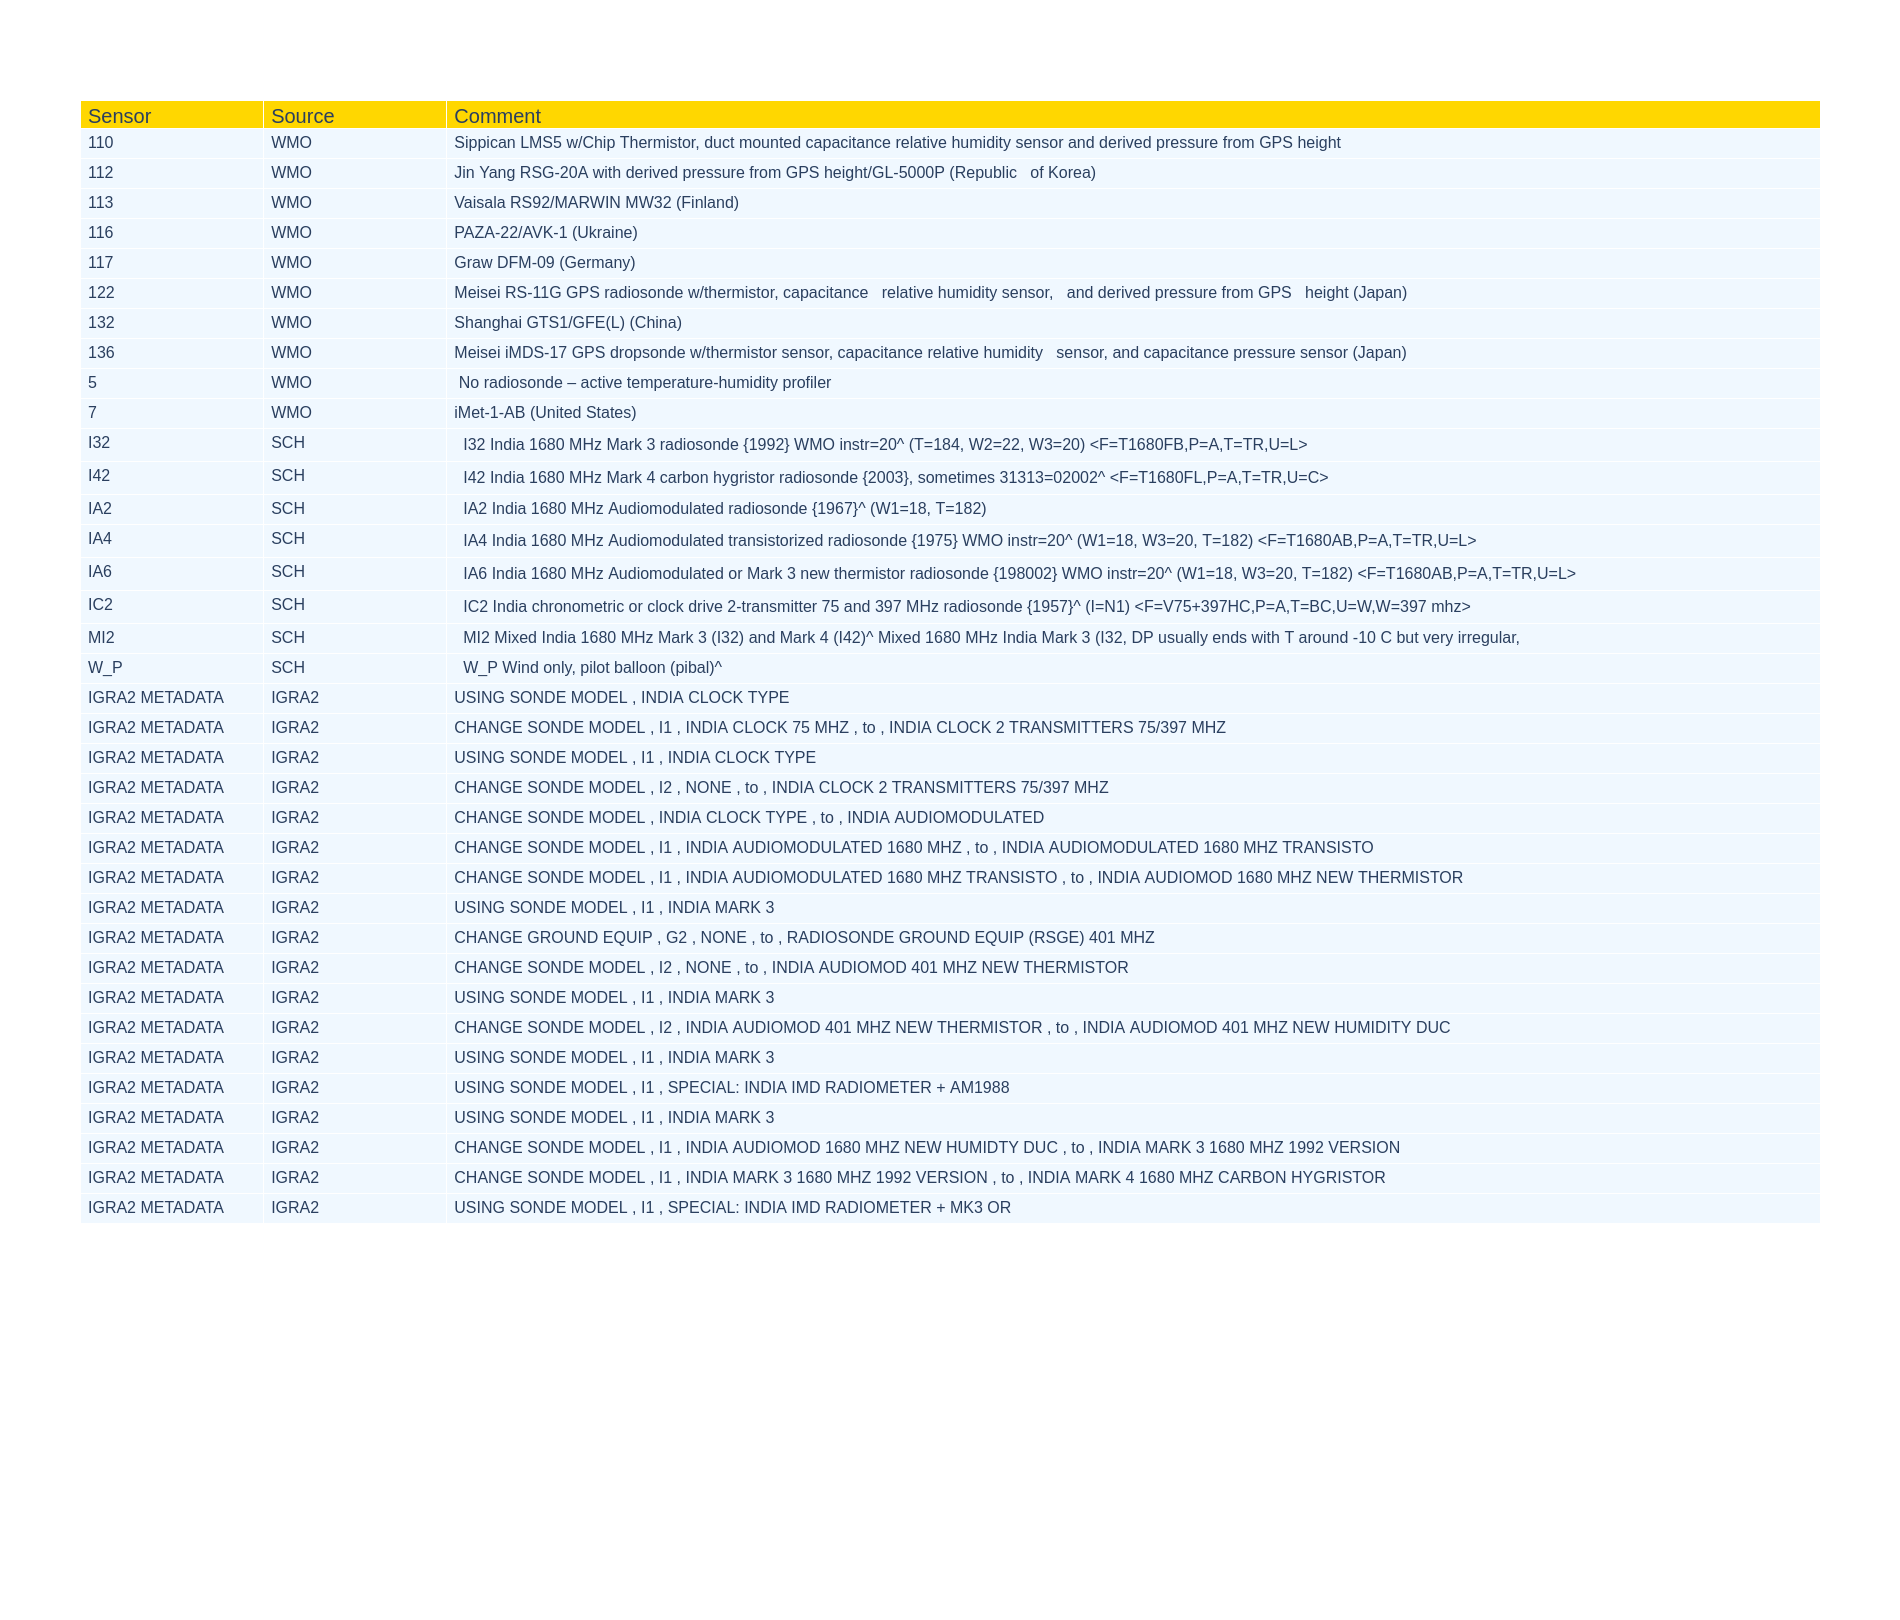 Sensor Source Comment
110 WMO Sippican LMS5 w/Chip Thermistor, duct mounted capacitance relative humidity sensor and derived pressure from GPS height
112 WMO Jin Yang RSG-20A with derived pressure from GPS height/GL-5000P (Republic of Korea)
113 WMO Vaisala RS92/MARWIN MW32 (Finland)
116 WMO PAZA-22/AVK-1 (Ukraine)
117 WMO Graw DFM-09 (Germany)
122 WMO Meisei RS-11G GPS radiosonde w/thermistor, capacitance relative humidity sensor, and derived pressure from GPS height (Japan)
132 WMO Shanghai GTS1/GFE(L) (China)
136 WMO Meisei iMDS-17 GPS dropsonde w/thermistor sensor, capacitance relative humidity sensor, and capacitance pressure sensor (Japan)
5 WMO No radiosonde – active temperature-humidity profiler
7 WMO iMet-1-AB (United States)
I32 SCH I32 India 1680 MHz Mark 3 radiosonde {1992} WMO instr=20^ (T=184, W2=22, W3=20) <F=T1680FB,P=A,T=TR,U=L>
I42 SCH I42 India 1680 MHz Mark 4 carbon hygristor radiosonde {2003}, sometimes 31313=02002^ <F=T1680FL,P=A,T=TR,U=C>
IA2 SCH IA2 India 1680 MHz Audiomodulated radiosonde {1967}^ (W1=18, T=182)
IA4 SCH IA4 India 1680 MHz Audiomodulated transistorized radiosonde {1975} WMO instr=20^ (W1=18, W3=20, T=182) <F=T1680AB,P=A,T=TR,U=L>
IA6 SCH IA6 India 1680 MHz Audiomodulated or Mark 3 new thermistor radiosonde {198002} WMO instr=20^ (W1=18, W3=20, T=182) <F=T1680AB,P=A,T=TR,U=L>
IC2 SCH IC2 India chronometric or clock drive 2-transmitter 75 and 397 MHz radiosonde {1957}^ (I=N1) <F=V75+397HC,P=A,T=BC,U=W,W=397 mhz>
MI2 SCH MI2 Mixed India 1680 MHz Mark 3 (I32) and Mark 4 (I42)^ Mixed 1680 MHz India Mark 3 (I32, DP usually ends with T around -10 C but very irregular,
W_P SCH W_P Wind only, pilot balloon (pibal)^
IGRA2 METADATA IGRA2 USING SONDE MODEL , INDIA CLOCK TYPE
IGRA2 METADATA IGRA2 CHANGE SONDE MODEL , I1 , INDIA CLOCK 75 MHZ , to , INDIA CLOCK 2 TRANSMITTERS 75/397 MHZ
IGRA2 METADATA IGRA2 USING SONDE MODEL , I1 , INDIA CLOCK TYPE
IGRA2 METADATA IGRA2 CHANGE SONDE MODEL , I2 , NONE , to , INDIA CLOCK 2 TRANSMITTERS 75/397 MHZ
IGRA2 METADATA IGRA2 CHANGE SONDE MODEL , INDIA CLOCK TYPE , to , INDIA AUDIOMODULATED
IGRA2 METADATA IGRA2 CHANGE SONDE MODEL , I1 , INDIA AUDIOMODULATED 1680 MHZ , to , INDIA AUDIOMODULATED 1680 MHZ TRANSISTO
IGRA2 METADATA IGRA2 CHANGE SONDE MODEL , I1 , INDIA AUDIOMODULATED 1680 MHZ TRANSISTO , to , INDIA AUDIOMOD 1680 MHZ NEW THERMISTOR
IGRA2 METADATA IGRA2 USING SONDE MODEL , I1 , INDIA MARK 3
IGRA2 METADATA IGRA2 CHANGE GROUND EQUIP , G2 , NONE , to , RADIOSONDE GROUND EQUIP (RSGE) 401 MHZ
IGRA2 METADATA IGRA2 CHANGE SONDE MODEL , I2 , NONE , to , INDIA AUDIOMOD 401 MHZ NEW THERMISTOR
IGRA2 METADATA IGRA2 USING SONDE MODEL , I1 , INDIA MARK 3
IGRA2 METADATA IGRA2 CHANGE SONDE MODEL , I2 , INDIA AUDIOMOD 401 MHZ NEW THERMISTOR , to , INDIA AUDIOMOD 401 MHZ NEW HUMIDITY DUC
IGRA2 METADATA IGRA2 USING SONDE MODEL , I1 , INDIA MARK 3
IGRA2 METADATA IGRA2 USING SONDE MODEL , I1 , SPECIAL: INDIA IMD RADIOMETER + AM1988
IGRA2 METADATA IGRA2 USING SONDE MODEL , I1 , INDIA MARK 3
IGRA2 METADATA IGRA2 CHANGE SONDE MODEL , I1 , INDIA AUDIOMOD 1680 MHZ NEW HUMIDTY DUC , to , INDIA MARK 3 1680 MHZ 1992 VERSION
IGRA2 METADATA IGRA2 CHANGE SONDE MODEL , I1 , INDIA MARK 3 1680 MHZ 1992 VERSION , to , INDIA MARK 4 1680 MHZ CARBON HYGRISTOR
IGRA2 METADATA IGRA2 USING SONDE MODEL , I1 , SPECIAL: INDIA IMD RADIOMETER + MK3 OR